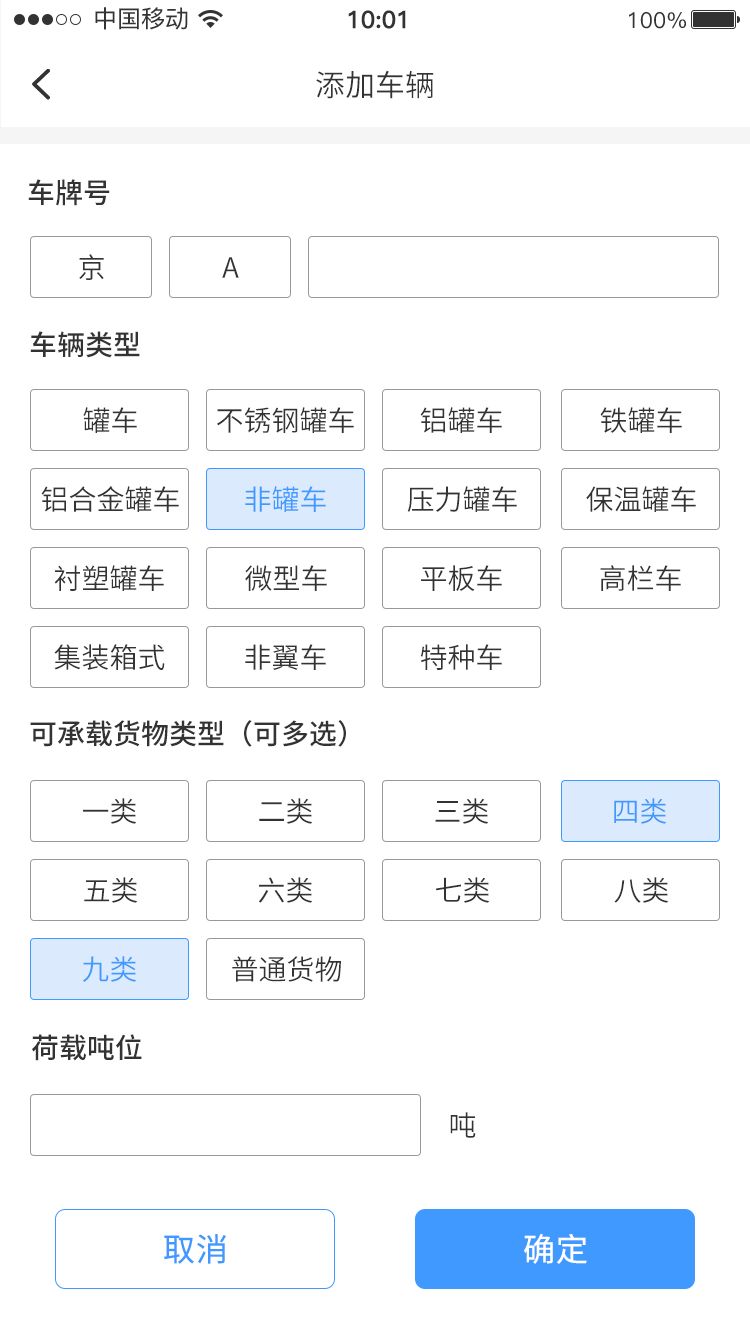 中国移动 10:01 100%
添加车辆
车牌号
京 A
车辆类型
罐车 不锈钢罐车 铝罐车 铁罐车
铝合金罐车 非罐车 压力罐车 保温罐车
衬塑罐车 微型车 平板车 高栏车
集装箱式 非翼车 特种车
可承载货物类型（可多选）
一类 二类 三类 四类
五类 六类 七类 八类
九类 普通货物
荷载吨位
吨
取消 确定